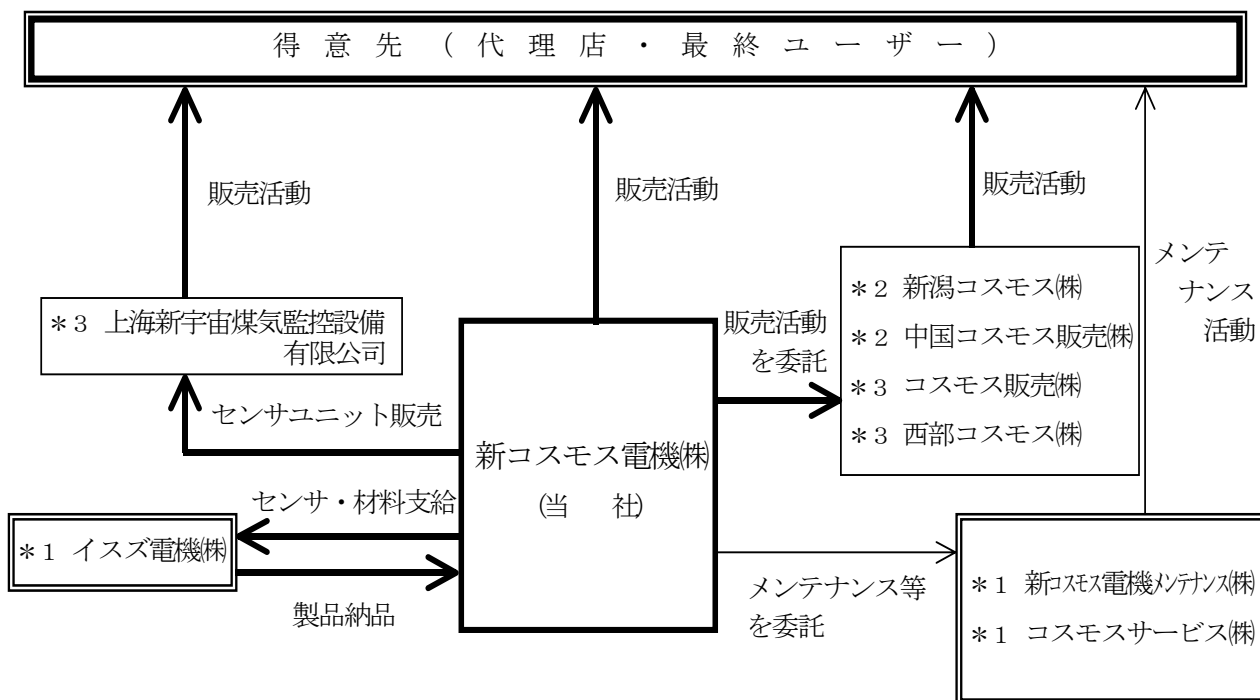 得意先(代理店・最終ユーザー)
販売活動
販売活動
販売活動
メンテ
ナンス
活動
*3 上海新宇宙煤気監控設備
有限公司
販売活動
を委託
*2 新潟コスモス㈱
*2 中国コスモス販売㈱
*3 コスモス販売㈱
*3 西部コスモス㈱
センサユニット販売
新コスモス電機㈱
(当 社)
センサ・材料支給
*1 イスズ電機㈱
製品納品
メンテナンス等
を委託
*1 新コスモス電機メンテナンス㈱
*1 コスモスサービス㈱